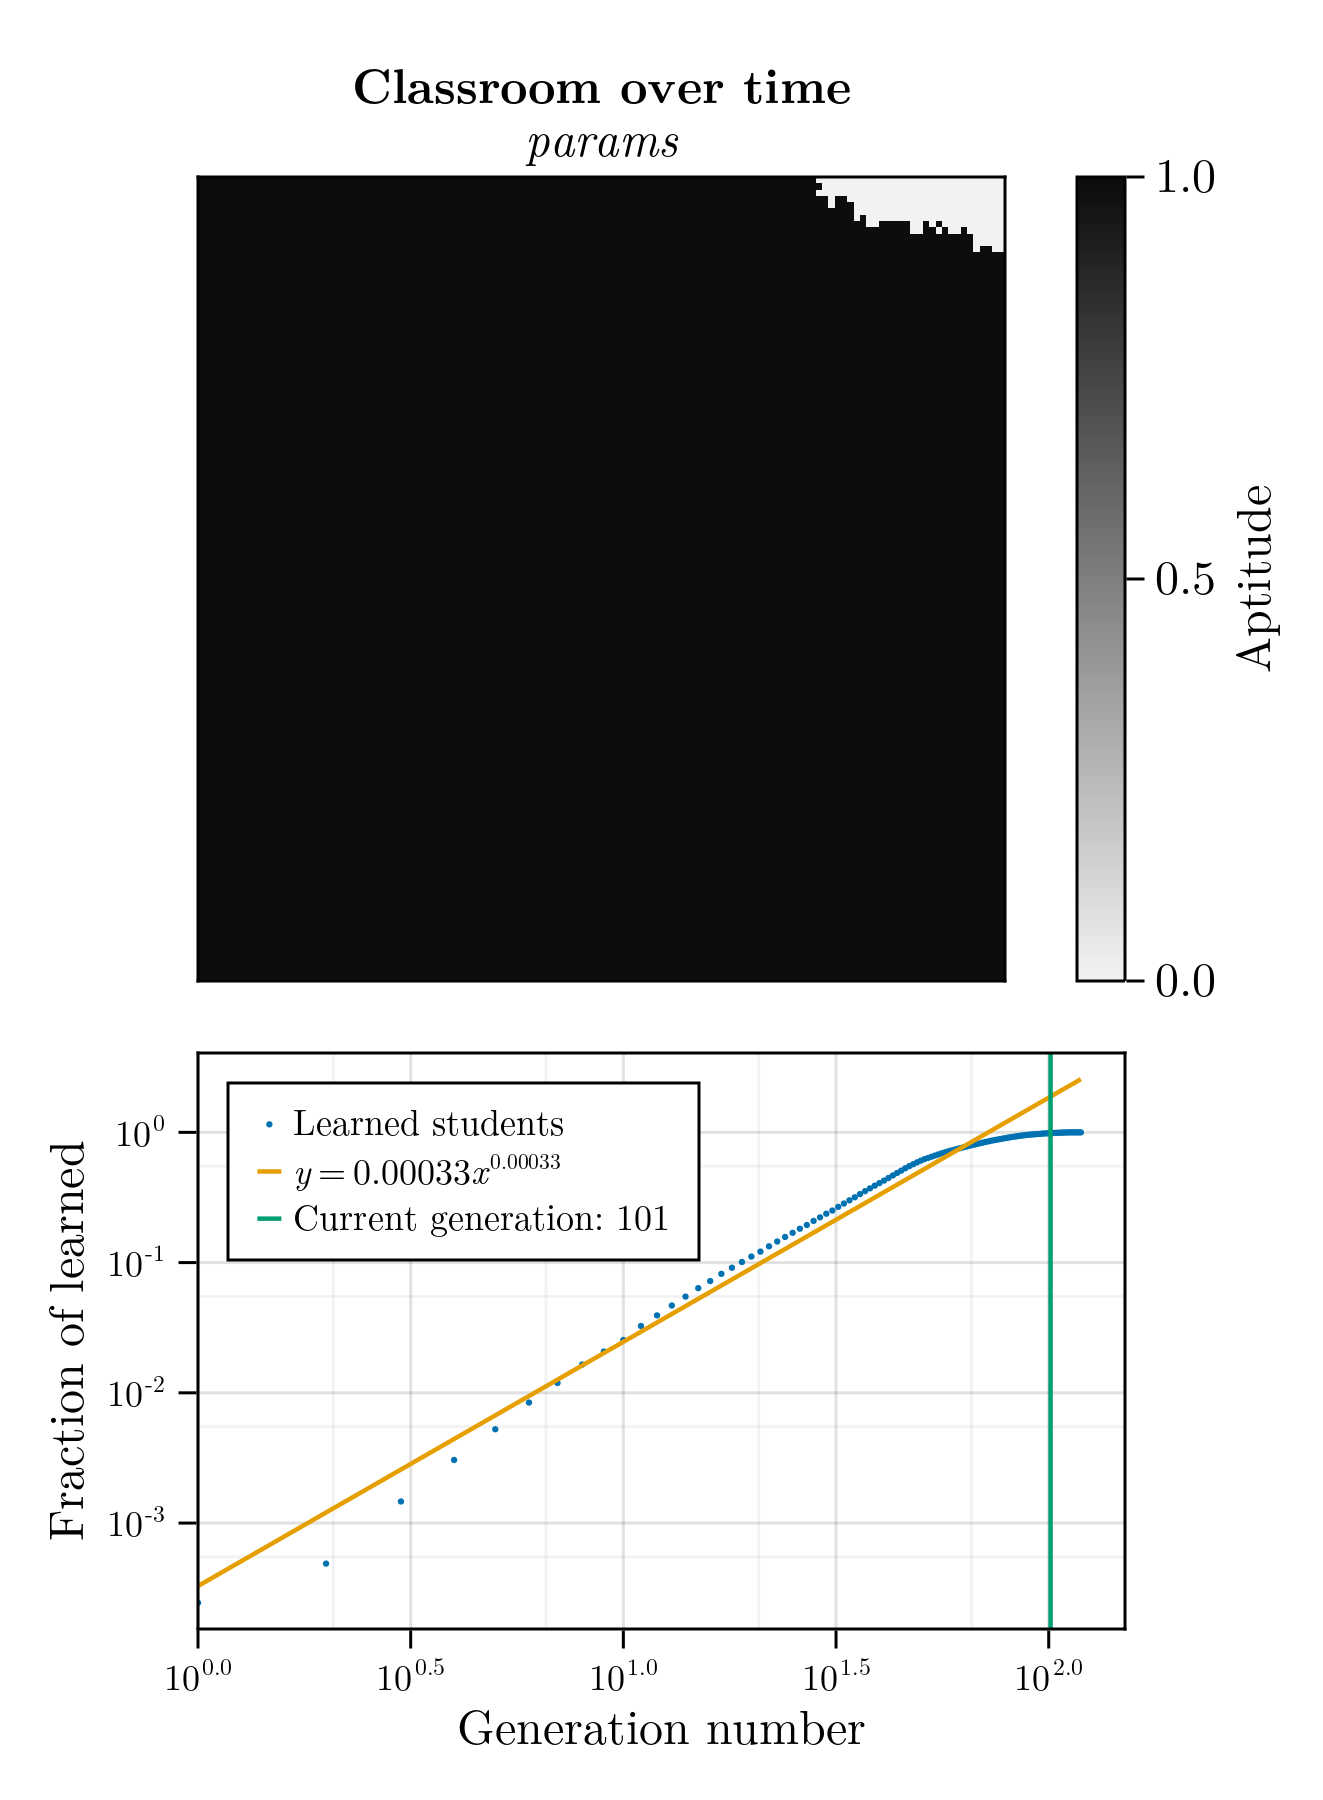 Classroom over time
params
1.0
0.5
0.0
Aptitude
Learned students
y = 0.00033x^0.00033
Current generation: 101
10^0
10^-1
10^-2
10^-3
Fraction of learned
10^0.0 10^0.5 10^1.0 10^1.5 10^2.0
Generation number